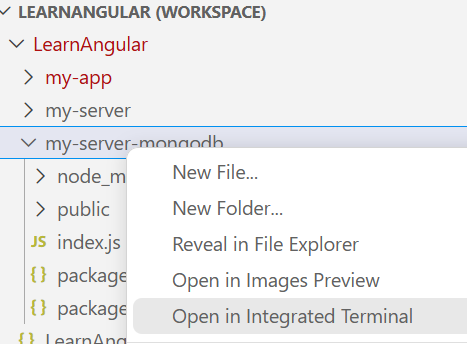 LEARNANGULAR (WORKSPACE)
LearnAngular
my-app
my-server
my-server-mongodb
New File...
node_m
New Folder...
public
Reveal in File Explorer
JS index.js
Open in Images Preview
{} package
Open in Integrated Terminal
{} package
{} LearnAng